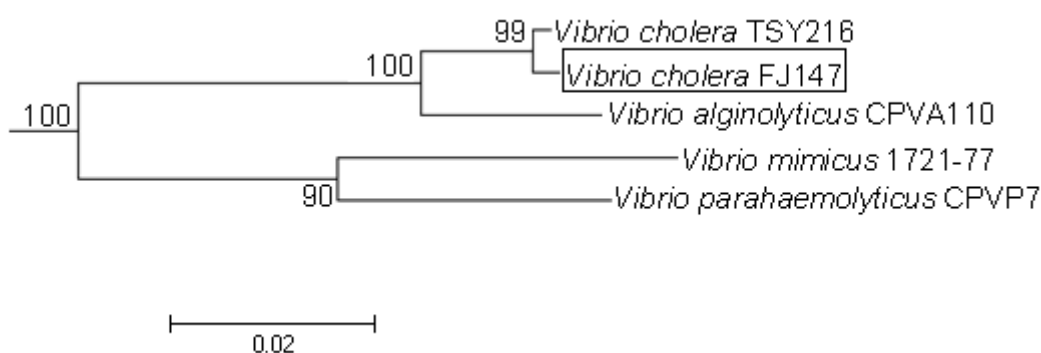 99 Vibrio cholera TSY216
100 Vibrio cholera FJ147
100 Vibrio alginolyticus CPVA110
Vibrio mimicus 1721-77
90 Vibrio parahaemolyticus CPVP7
0.02